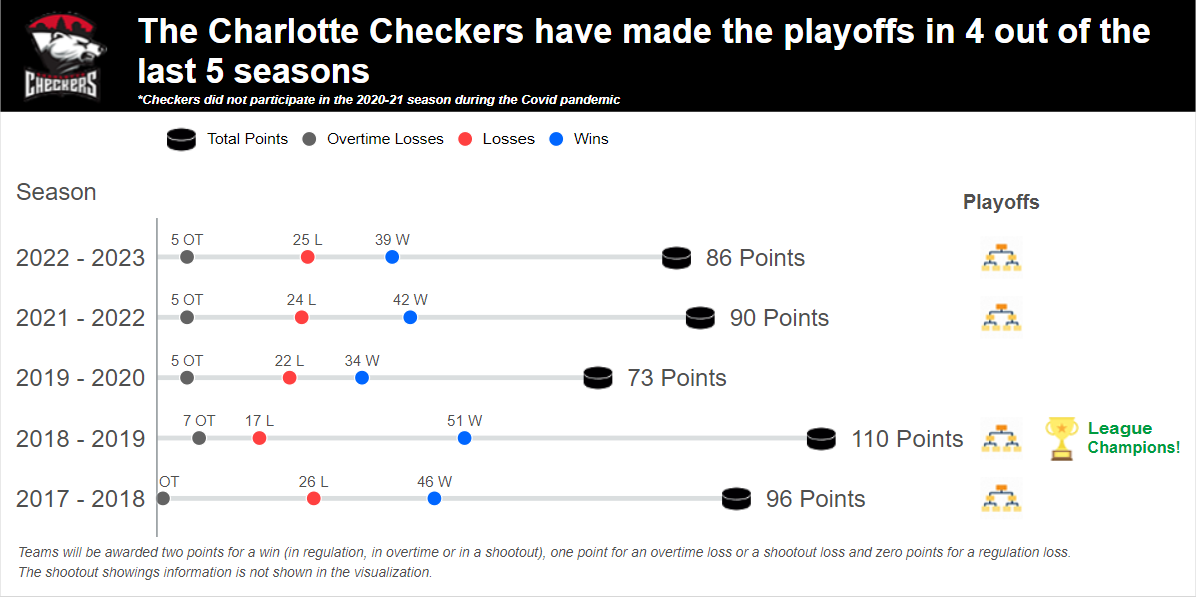 The Charlotte Checkers have made the playoffs in 4 out of the
last 5 seasons
*Checkers did not participate in the 2020-21 season during the Covid pandemic
CHECKERS
Total Points Overtime Losses Losses Wins
Season
Playoffs
5 OT 25 L 39 W
2022 - 2023 86 Points
5 OT 24 L 42 W
2021 - 2022 90 Points
5 OT 22 L 34 W
2019 - 2020 73 Points
7 OT 17 L 51 W
2018 - 2019 110 Points
League
Champions!
OT 26 L 46 W
2017 - 2018 96 Points
Teams will be awarded two points for a win (in regulation, in overtime or in a shootout), one point for an overtime loss or a shootout loss and zero points for a regulation loss.
The shootout showings information is not shown in the visualization.